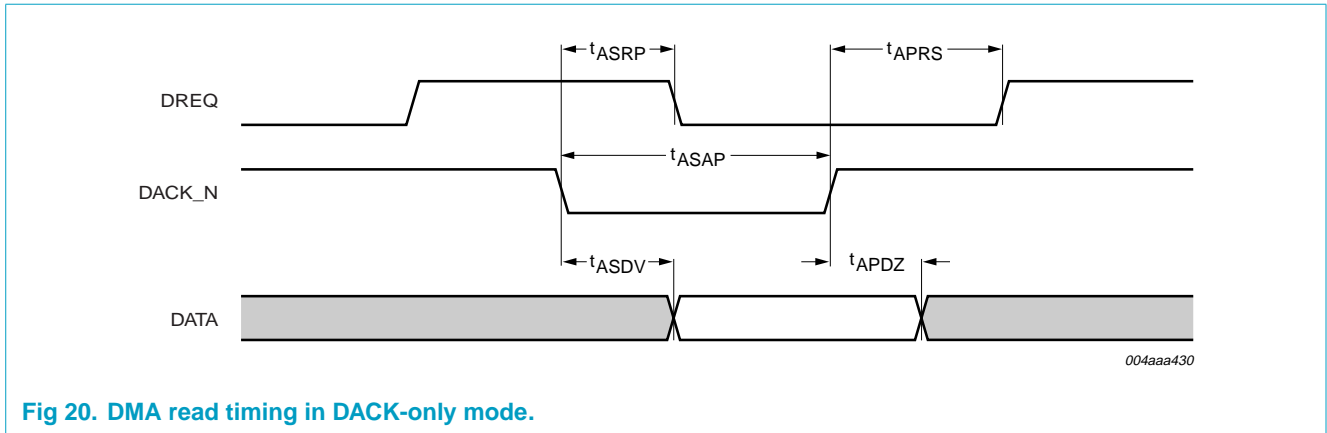 tASRP
tAPRS
DREQ
tASAP
DACK_N
tASDV
tAPDZ
DATA
004aaa430
Fig 20. DMA read timing in DACK-only mode.